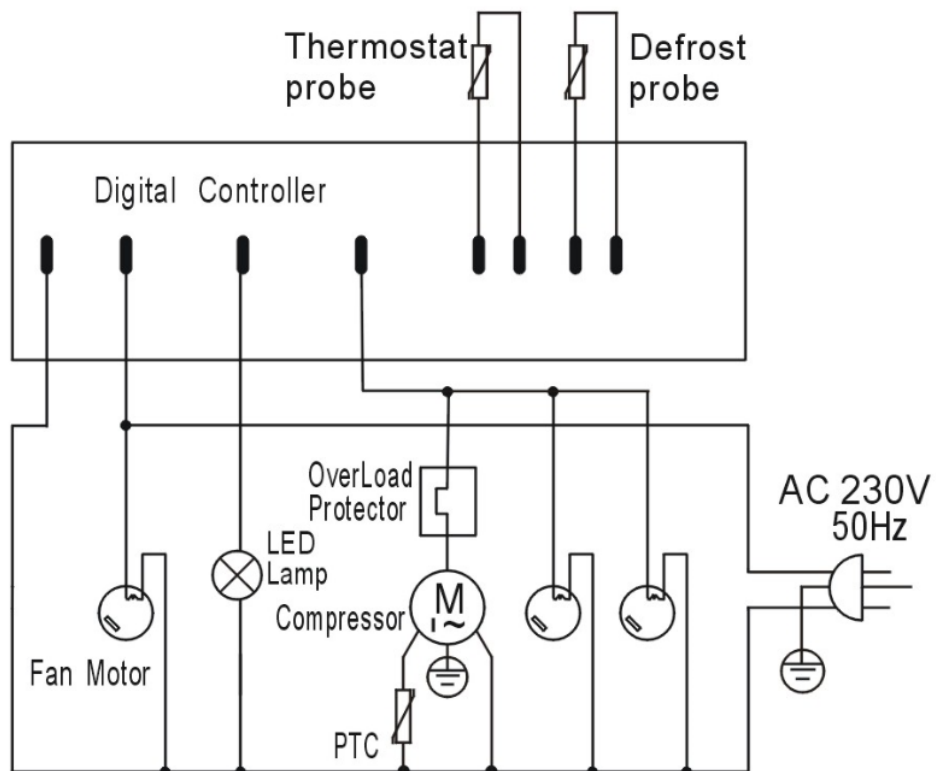 Thermostat
probe
Defrost
probe
Digital Controller
OverLoad
Protector
AC 230V
50Hz
LED
Lamp
Compressor
M
I ~
Fan Motor
PTC